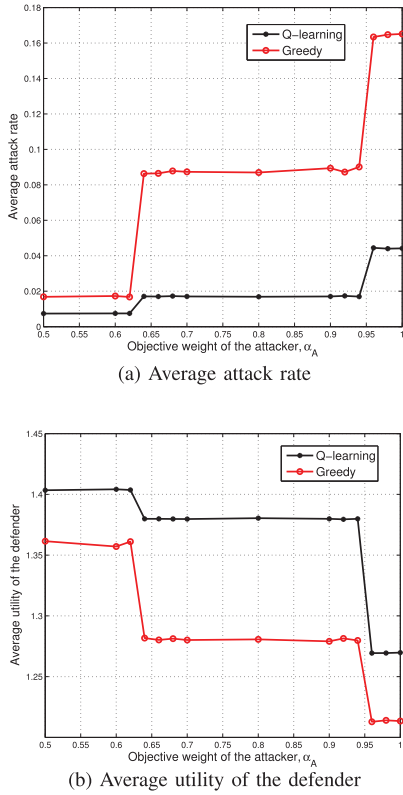 0.18
0.16
0.14
0.12
0.1
0.08
0.06
0.04
0.02
0
Average attack rate
Q−learning
Greedy
0.5 0.55 0.6 0.65 0.7 0.75 0.8 0.85 0.9 0.95 1
Objective weight of the attacker, α_A
(a) Average attack rate
1.45
1.4
1.35
1.3
1.25
Average utility of the defender
Q−learning
Greedy
0.5 0.55 0.6 0.65 0.7 0.75 0.8 0.85 0.9 0.95 1
Objective weight of the attacker, α_A
(b) Average utility of the defender